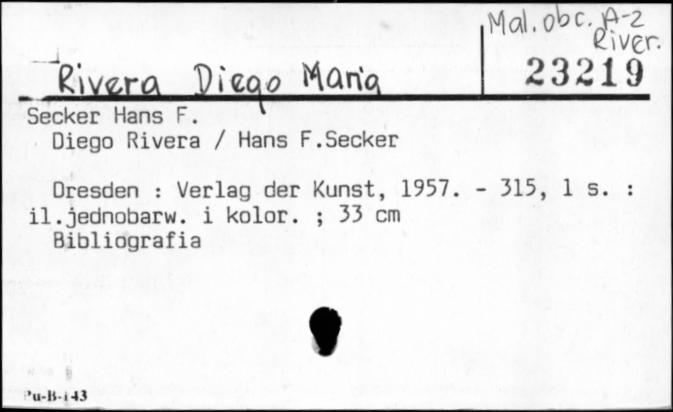 Mal. obc. A-2
River.
Rivera Diego Maria
23219
Secker Hans F.
Diego Rivera / Hans F.Secker
Dresden : Verlag der Kunst, 1957. - 315, 1 s. :
il.jednobarw. i kolor. ; 33 cm
Bibliografia
Pu-B-143